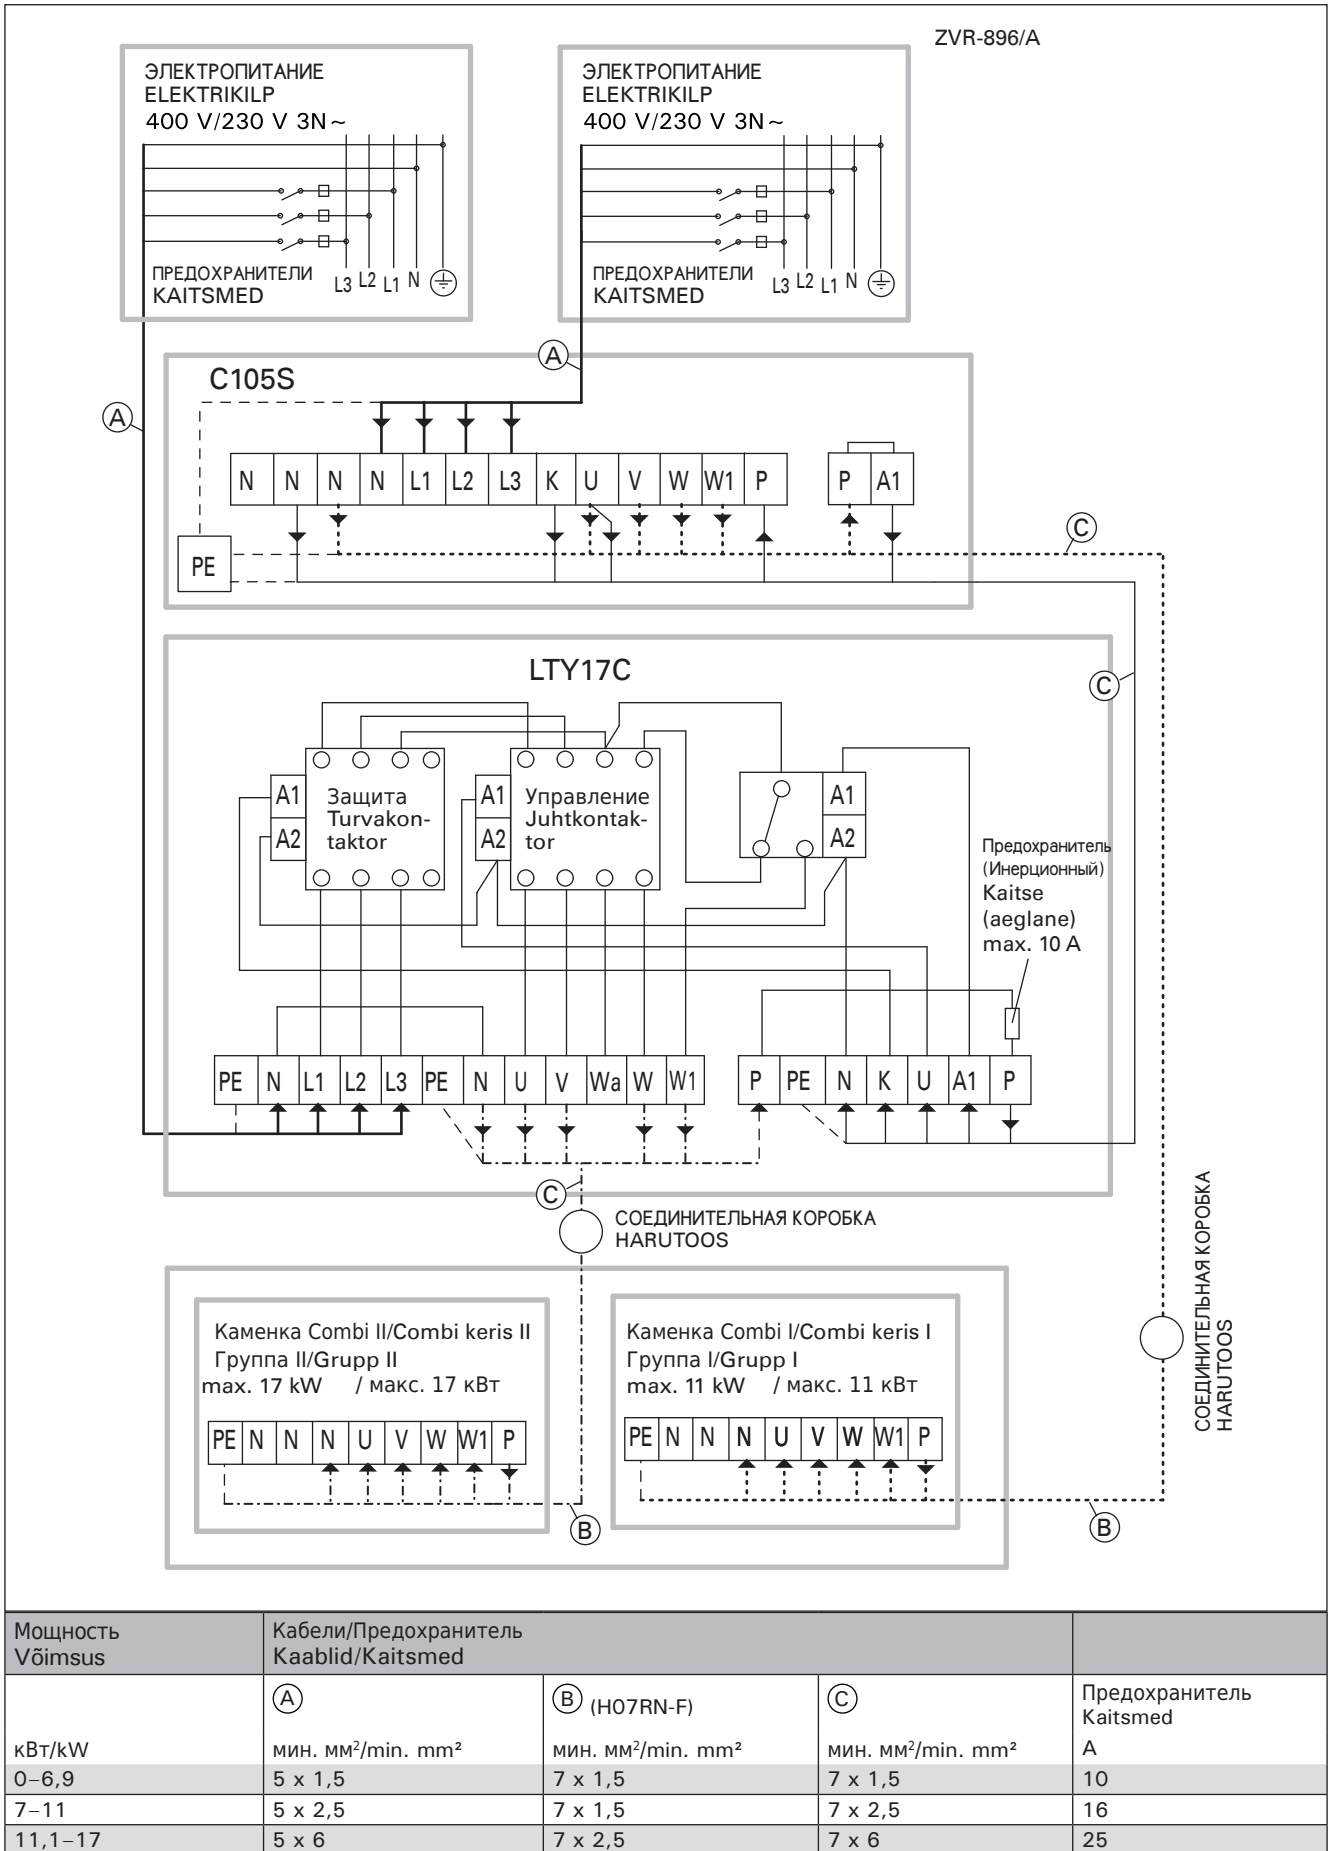 ZVR-896/A
ЭЛЕКТРОПИТАНИЕ
ELEKTRIKILP
400 V/230 V 3N~
ПРЕДОХРАНИТЕЛИ
KAITSMED
L3 L2 L1 N
ЭЛЕКТРОПИТАНИЕ
ELEKTRIKILP
400 V/230 V 3N~
ПРЕДОХРАНИТЕЛИ
KAITSMED
L3 L2 L1 N
A
A
C105S
N N N N L1 L2 L3 K U V W W1 P
P A1
PE
C
LTY17C
C
A1
A2
Защита
Turvakon-
taktor
A1
A2
Управление
Juhtkontak-
tor
A1
A2
Предохранитель
(Инерционный)
Kaitse
(aeglane)
max. 10 A
PE N L1 L2 L3 PE N U V Wa W W1
P PE N K U A1 P
C
СОЕДИНИТЕЛЬНАЯ КОРОБКА
HARUTOOS
СОЕДИНИТЕЛЬНАЯ КОРОБКА
HARUTOOS
Каменка Combi II/Combi keris II
Группа II/Grupp II
max. 17 kW / макс. 17 кВт
PE N N N U V W W1 P
B
Каменка Combi I/Combi keris I
Группа I/Grupp I
max. 11 kW / макс. 11 кВт
PE N N N U V W W1 P
B
Мощность
Võimsus
Кабели/Предохранитель
Kaablid/Kaitsmed
A
B (H07RN-F)
C
Предохранитель
Kaitsmed
кВт/kW мин. мм²/min. mm² мин. мм²/min. mm² мин. мм²/min. mm² A
0–6,9 5 x 1,5 7 x 1,5 7 x 1,5 10
7–11 5 x 2,5 7 x 1,5 7 x 2,5 16
11,1–17 5 x 6 7 x 2,5 7 x 6 25